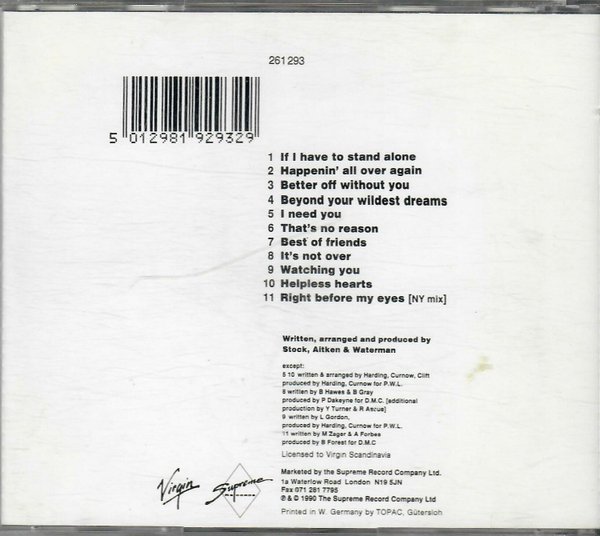 261 293
5 012981 929329
1 If I have to stand alone
2 Happenin' all over again
3 Better off without you
4 Beyond your wildest dreams
5 I need you
6 That's no reason
7 Best of friends
8 It's not over
9 Watching you
10 Helpless hearts
11 Right before my eyes [NY mix]
Written, arranged and produced by
Stock, Aitken & Waterman
except:
5 10 written & arranged by Harding, Curnow, Clift
produced by Harding, Curnow for P.W.L.
8 written by B Hawes & B Gray
produced by P Dakeyne for D.M.C. [additional
production by Y Turner & R Ascue]
9 written by L Gordon,
produced by Harding, Curnow for P.W.L.
11 written by M Zager & A Forbes
produced by B Forest for D.M.C
Licensed to Virgin Scandinavia
Virgin
Supreme
Marketed by the Supreme Record Company Ltd.
1a Waterlow Road London N19 5JN
Fax 071 281 7795
℗ & © 1990 The Supreme Record Company Ltd
Printed in W. Germany by TOPAC, Gütersloh